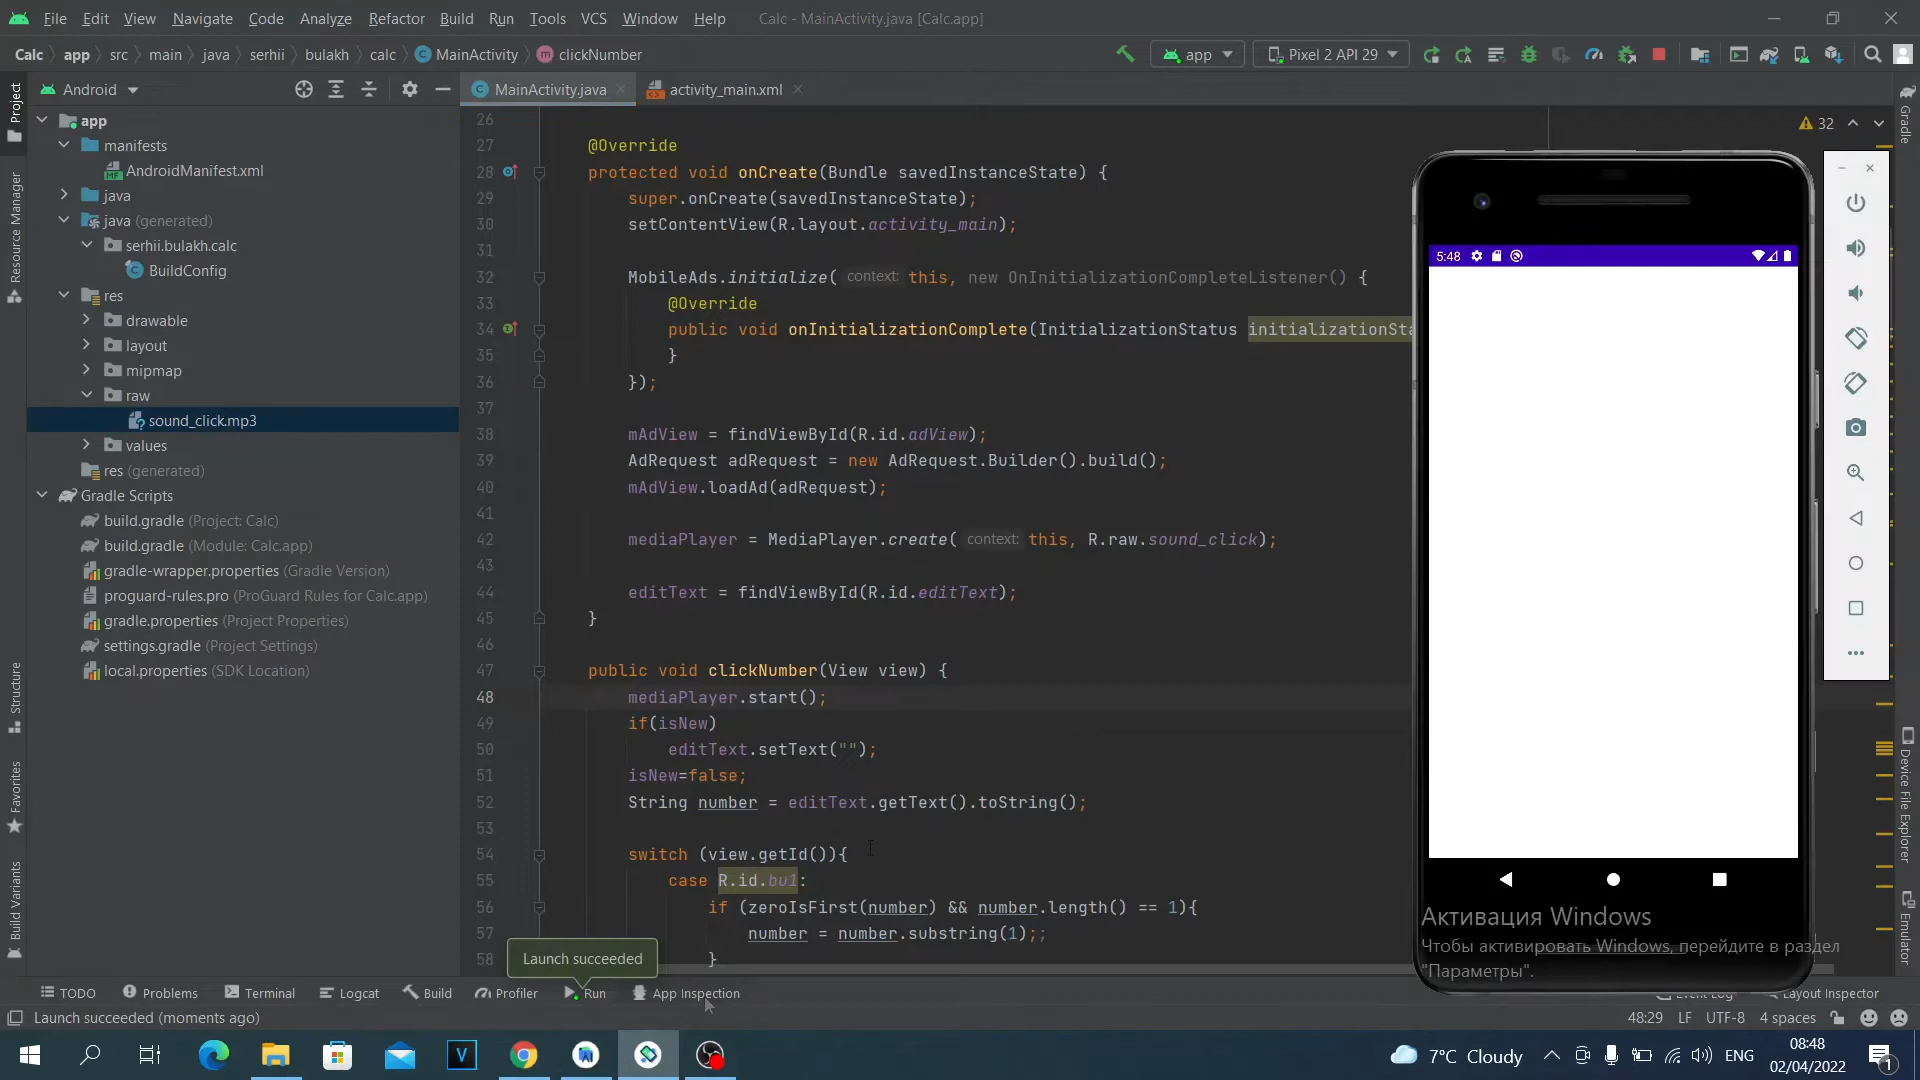 File Edit View Navigate Code Analyze Refactor Build Run Tools VCS Window Help Calc - MainActivity.java [Calc.app]
Calc app src main java serhii bulakh calc MainActivity clickNumber app Pixel 2 API 29
Project
Resource Manager
Structure
Favorites
Build Variants
Android
app
manifests
AndroidManifest.xml
java
java (generated)
serhii.bulakh.calc
BuildConfig
res
drawable
layout
mipmap
raw
sound_click.mp3
values
res (generated)
Gradle Scripts
build.gradle (Project: Calc)
build.gradle (Module: Calc.app)
gradle-wrapper.properties (Gradle Version)
proguard-rules.pro (ProGuard Rules for Calc.app)
gradle.properties (Project Properties)
settings.gradle (Project Settings)
local.properties (SDK Location)
MainActivity.java activity_main.xml
32
26
27 @Override
28 protected void onCreate(Bundle savedInstanceState) {
29 super.onCreate(savedInstanceState);
30 setContentView(R.layout.activity_main);
31
32 MobileAds.initialize( context: this, new OnInitializationCompleteListener() {
33 @Override
34 public void onInitializationComplete(InitializationStatus initializationSta
35 }
36 });
37
38 mAdView = findViewById(R.id.adView);
39 AdRequest adRequest = new AdRequest.Builder().build();
40 mAdView.loadAd(adRequest);
41
42 mediaPlayer = MediaPlayer.create( context: this, R.raw.sound_click);
43
44 editText = findViewById(R.id.editText);
45 }
46
47 public void clickNumber(View view) {
48 mediaPlayer.start();
49 if(isNew)
50 editText.setText("");
51 isNew=false;
52 String number = editText.getText().toString();
53
54 switch (view.getId()){
55 case R.id.bu1:
56 if (zeroIsFirst(number) && number.length() == 1){
57 number = number.substring(1);;
58 }
Launch succeeded
5:48
Gradle
Device File Explorer
Emulator
Активация Windows
Чтобы активировать Windows, перейдите в раздел
"Параметры".
TODO Problems Terminal Logcat Build Profiler Run App Inspection Event Log Layout Inspector
Launch succeeded (moments ago) 48:29 LF UTF-8 4 spaces
7°C Cloudy ENG 08:48
02/04/2022
1